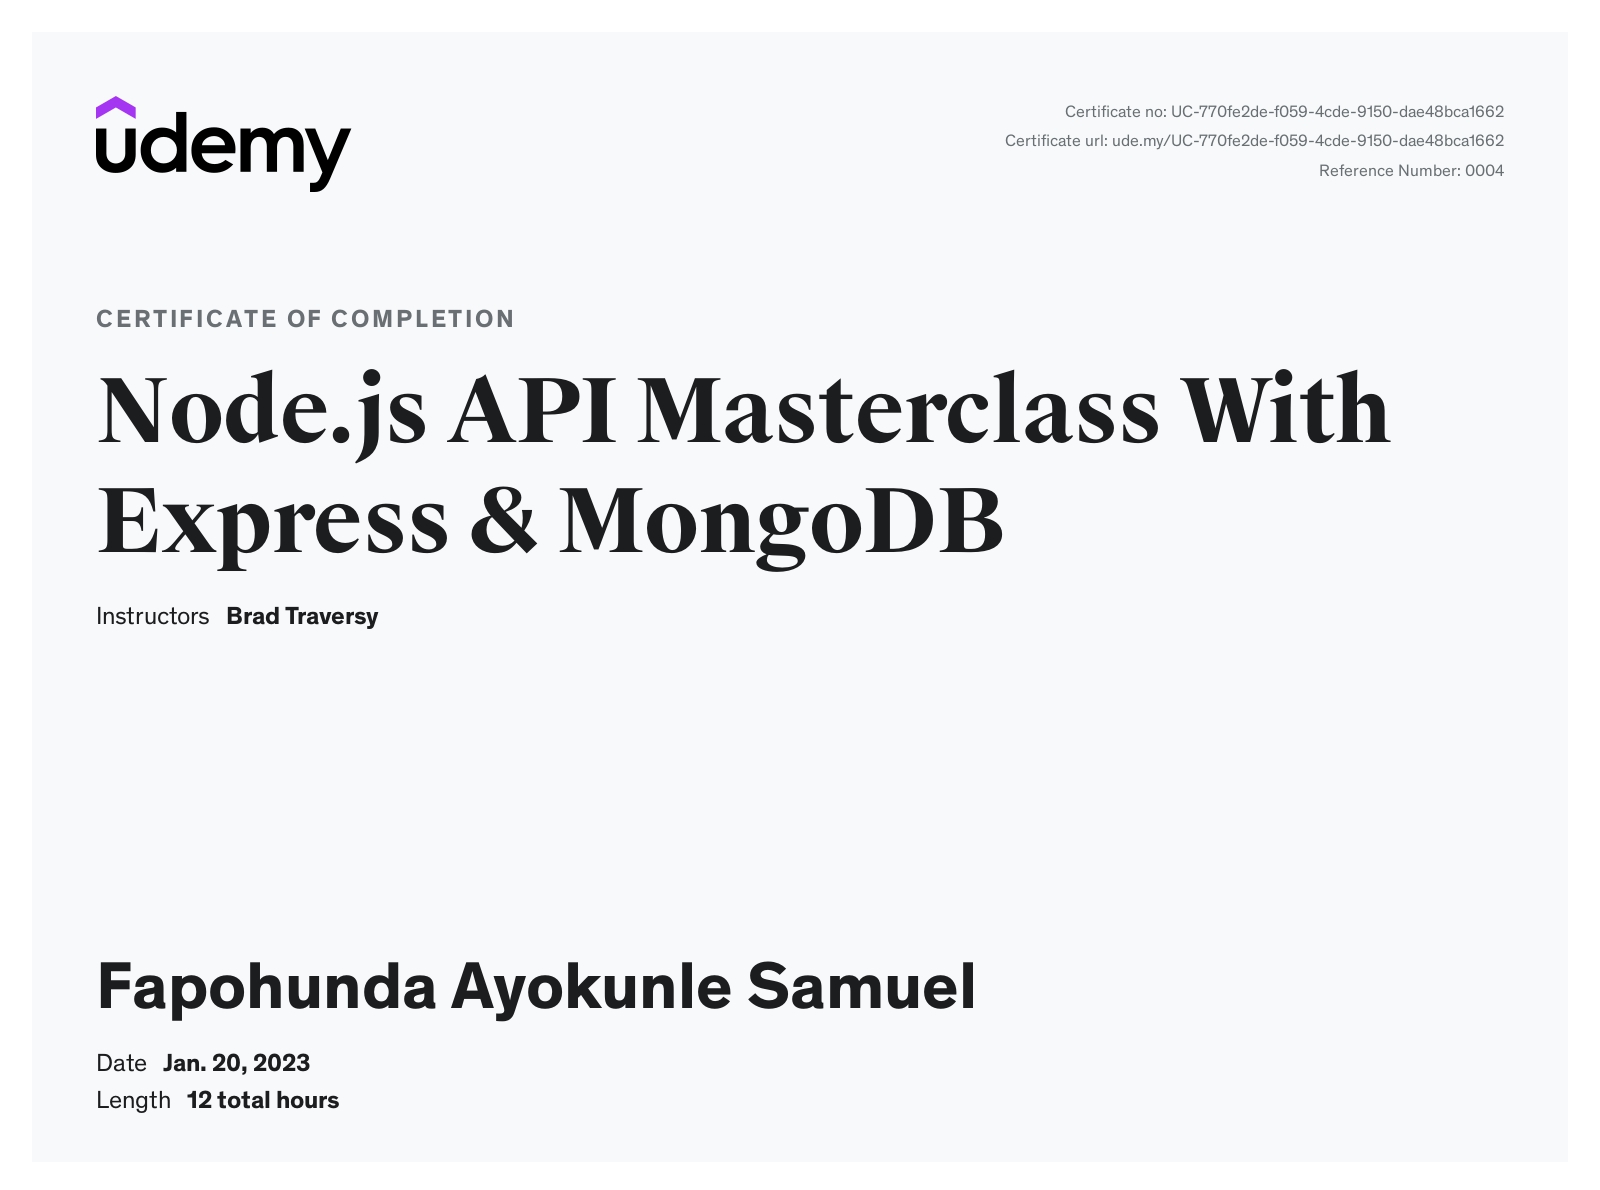 udemy
Certificate no: UC-770fe2de-f059-4cde-9150-dae48bca1662
Certificate url: ude.my/UC-770fe2de-f059-4cde-9150-dae48bca1662
Reference Number: 0004
CERTIFICATE OF COMPLETION
Node.js API Masterclass With
Express & MongoDB
Instructors Brad Traversy
Fapohunda Ayokunle Samuel
Date Jan. 20, 2023
Length 12 total hours